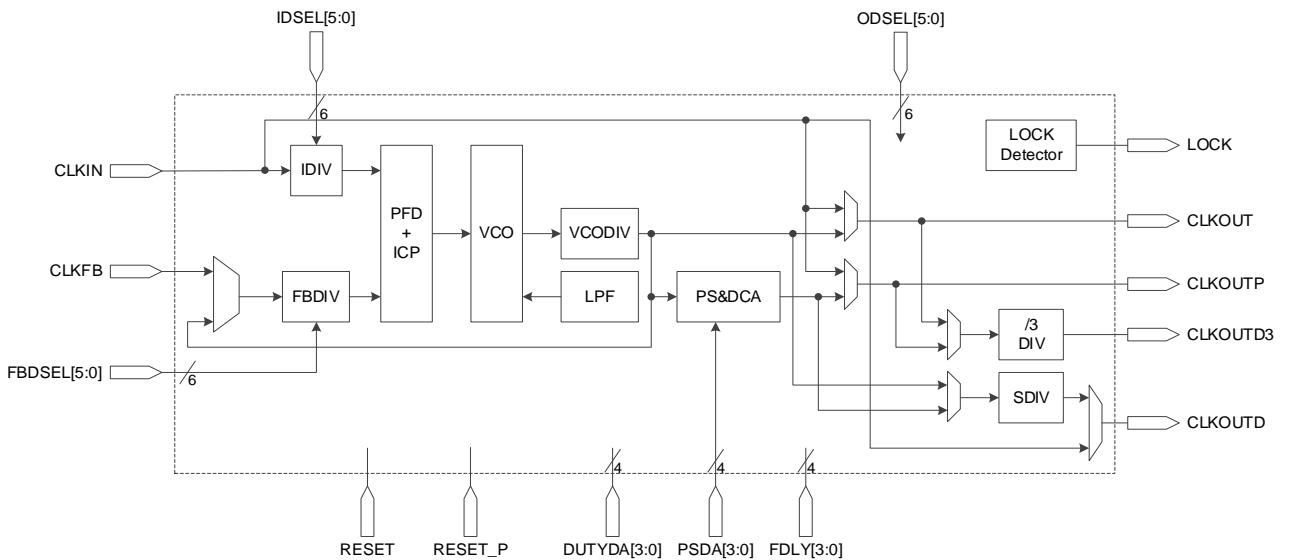 IDSEL[5:0]
ODSEL[5:0]
6
6
LOCK
Detector
LOCK
CLKIN
IDIV
PFD
+
ICP
VCO
VCODIV
CLKOUT
CLKFB
FBDIV
LPF
PS&DCA
CLKOUTP
/3
DIV
CLKOUTD3
FBDSEL[5:0]
6
SDIV
CLKOUTD
4
4
4
RESET
RESET_P
DUTYDA[3:0]
PSDA[3:0]
FDLY[3:0]